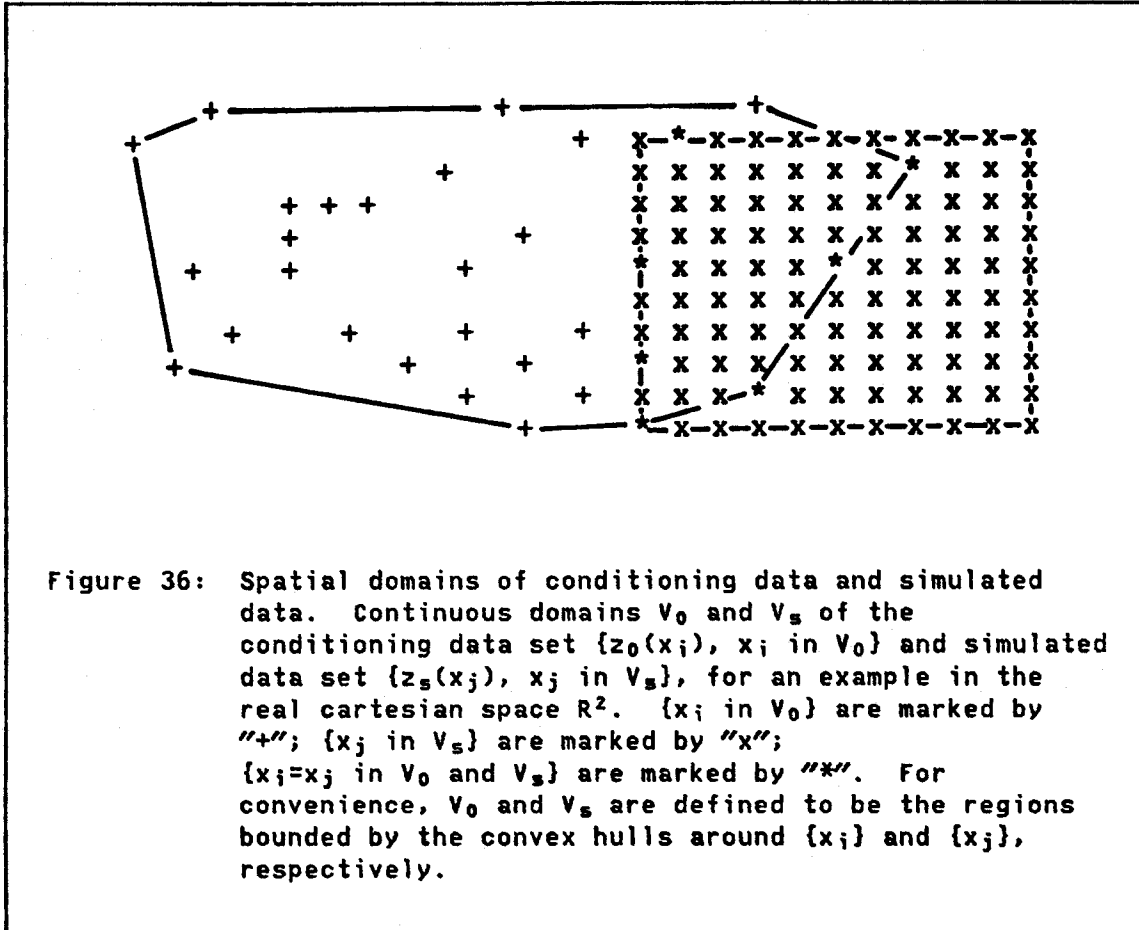 Figure 36: Spatial domains of conditioning data and simulated
data. Continuous domains V₀ and Vₛ of the
conditioning data set {z₀(xᵢ), xᵢ in V₀} and simulated
data set {zₛ(xⱼ), xⱼ in Vₛ}, for an example in the
real cartesian space R². {xᵢ in V₀} are marked by
"+"; {xⱼ in Vₛ} are marked by "x";
{xᵢ=xⱼ in V₀ and Vₛ} are marked by "*". For
convenience, V₀ and Vₛ are defined to be the regions
bounded by the convex hulls around {xᵢ} and {xⱼ},
respectively.